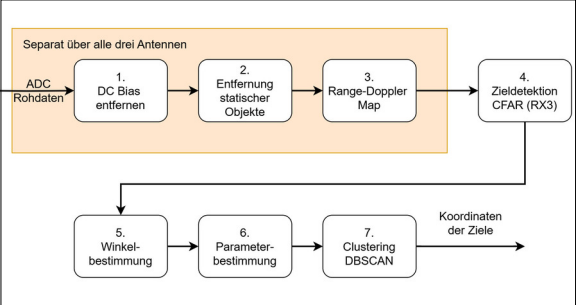 Separat über alle drei Antennen
ADC
Rohdaten
1.
DC Bias
entfernen
2.
Entfernung
statischer
Objekte
3.
Range-Doppler
Map
4.
Zieldetektion
CFAR (RX3)
5.
Winkel-
bestimmung
6.
Parameter-
bestimmung
7.
Clustering
DBSCAN
Koordinaten
der Ziele